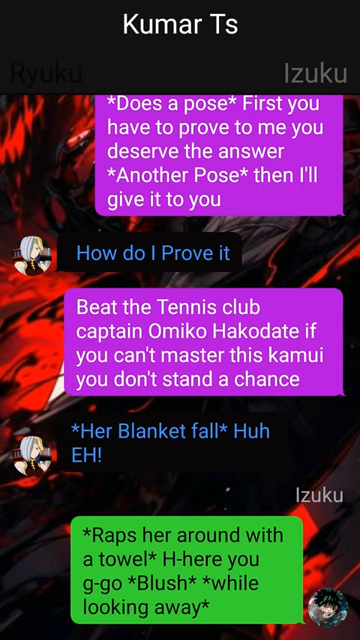 Kumar Ts
Ryuku
Izuku
*Does a pose* First you
have to prove to me you
deserve the answer
*Another Pose* then I'll
give it to you
How do I Prove it
Beat the Tennis club
captain Omiko Hakodate if
you can't master this kamui
you don't stand a chance
*Her Blanket fall* Huh
EH!
Izuku
*Raps her around with
a towel* H-here you
g-go *Blush* *while
looking away*